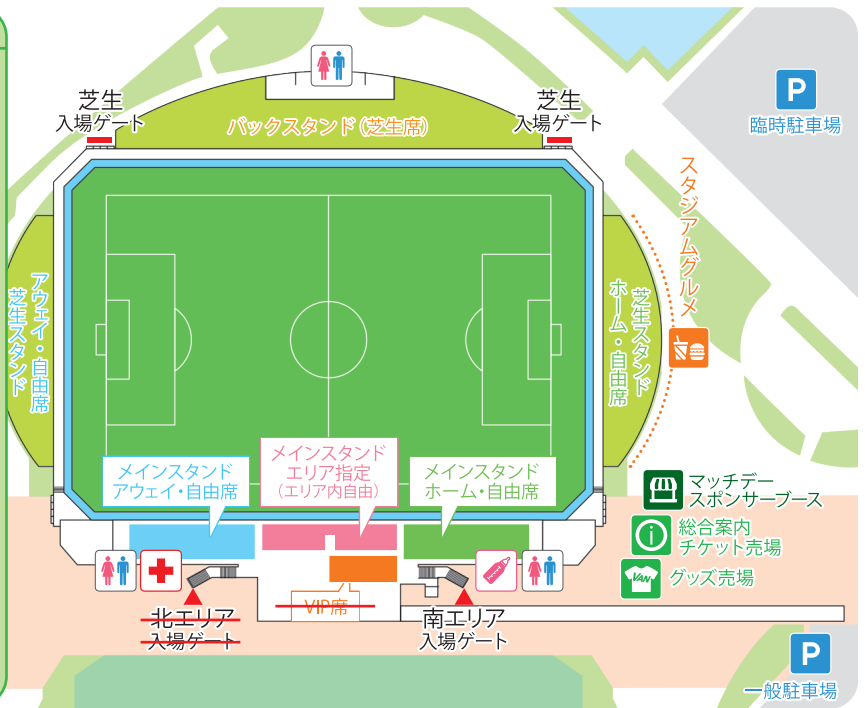 芝生
入場ゲート
バックスタンド（芝生席）
芝生
入場ゲート
P
臨時駐車場
スタジアムグルメ
アウェイ・自由席
芝生スタンド
芝生スタンド
ホーム・自由席
メインスタンド
アウェイ・自由席
メインスタンド
エリア指定
（エリア内自由）
メインスタンド
ホーム・自由席
マッチデー
スポンサーブース
i
総合案内
チケット売場
VAN
グッズ売場
北エリア
入場ゲート
VIP席
南エリア
入場ゲート
P
一般駐車場